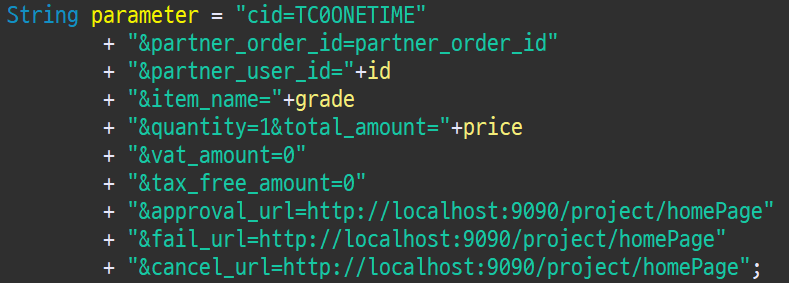 String parameter = "cid=TC0ONETIME"
+ "&partner_order_id=partner_order_id"
+ "&partner_user_id="+id
+ "&item_name="+grade
+ "&quantity=1&total_amount="+price
+ "&vat_amount=0"
+ "&tax_free_amount=0"
+ "&approval_url=http://localhost:9090/project/homePage"
+ "&fail_url=http://localhost:9090/project/homePage"
+ "&cancel_url=http://localhost:9090/project/homePage";